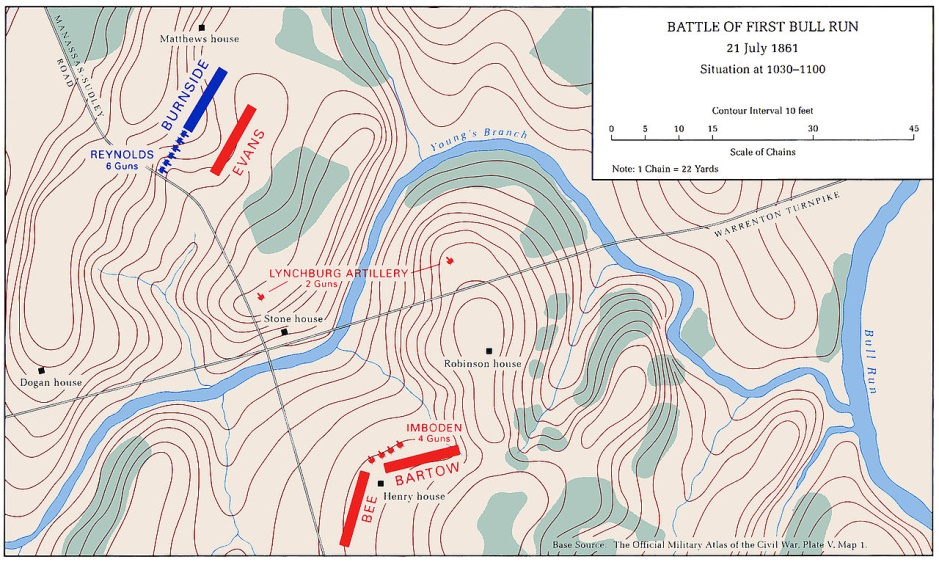 BATTLE OF FIRST BULL RUN
21 July 1861
Situation at 1030–1100
Contour Interval 10 feet
0 5 10 15 30 45
Scale of Chains
Note: 1 Chain = 22 Yards
MANASSAS-SUDLEY
ROAD
Matthews house
BURNSIDE
REYNOLDS
6 Guns
EVANS
Young's Branch
WARRENTON TURNPIKE
LYNCHBURG ARTILLERY
2 Guns
Stone house
Robinson house
Dogan house
Bull Run
IMBODEN
4 Guns
BARTOW
BEE
Henry house
Base Source: The Official Military Atlas of the Civil War, Plate V, Map 1.